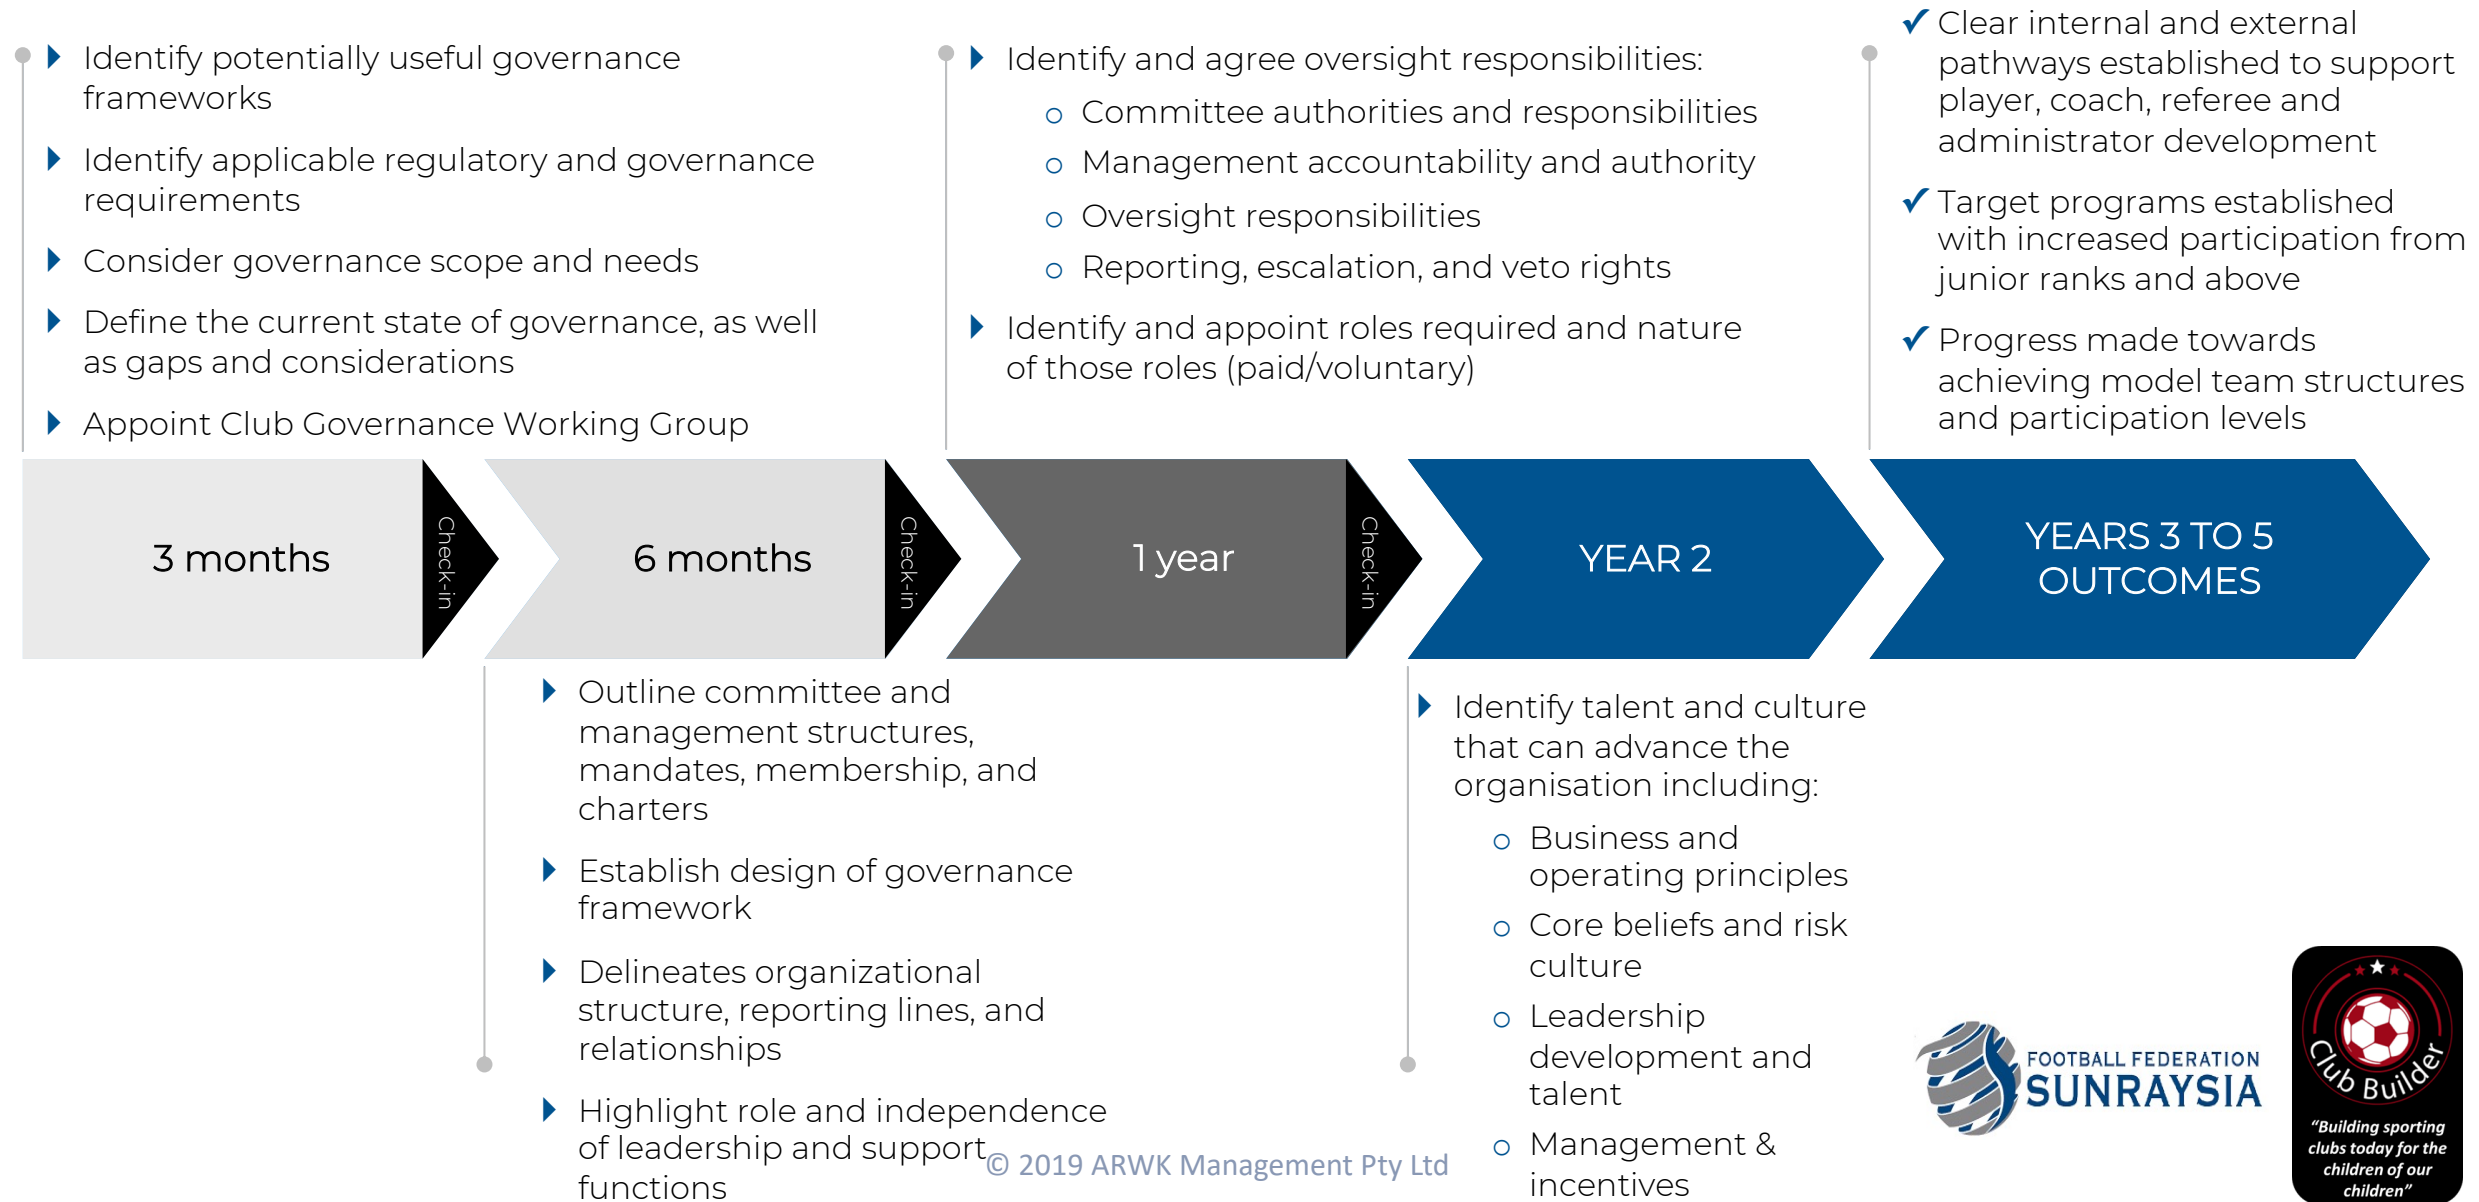 Identify potentially useful governance
frameworks
Identify applicable regulatory and governance
requirements
Consider governance scope and needs
Define the current state of governance, as well
as gaps and considerations
Appoint Club Governance Working Group
Identify and agree oversight responsibilities:
Committee authorities and responsibilities
Management accountability and authority
Oversight responsibilities
Reporting, escalation, and veto rights
Identify and appoint roles required and nature
of those roles (paid/voluntary)
Clear internal and external
pathways established to support
player, coach, referee and
administrator development
Target programs established
with increased participation from
junior ranks and above
Progress made towards
achieving model team structures
and participation levels
3 months
Check-in
6 months
Check-in
1 year
Check-in
YEAR 2
YEARS 3 TO 5
OUTCOMES
Outline committee and
management structures,
mandates, membership, and
charters
Establish design of governance
framework
Delineates organizational
structure, reporting lines, and
relationships
Highlight role and independence
of leadership and support
functions
Identify talent and culture
that can advance the
organisation including:
Business and
operating principles
Core beliefs and risk
culture
Leadership
development and
talent
Management &
incentives
© 2019 ARWK Management Pty Ltd
FOOTBALL FEDERATION
SUNRAYSIA
Club Builder
"Building sporting
clubs today for the
children of our
children"